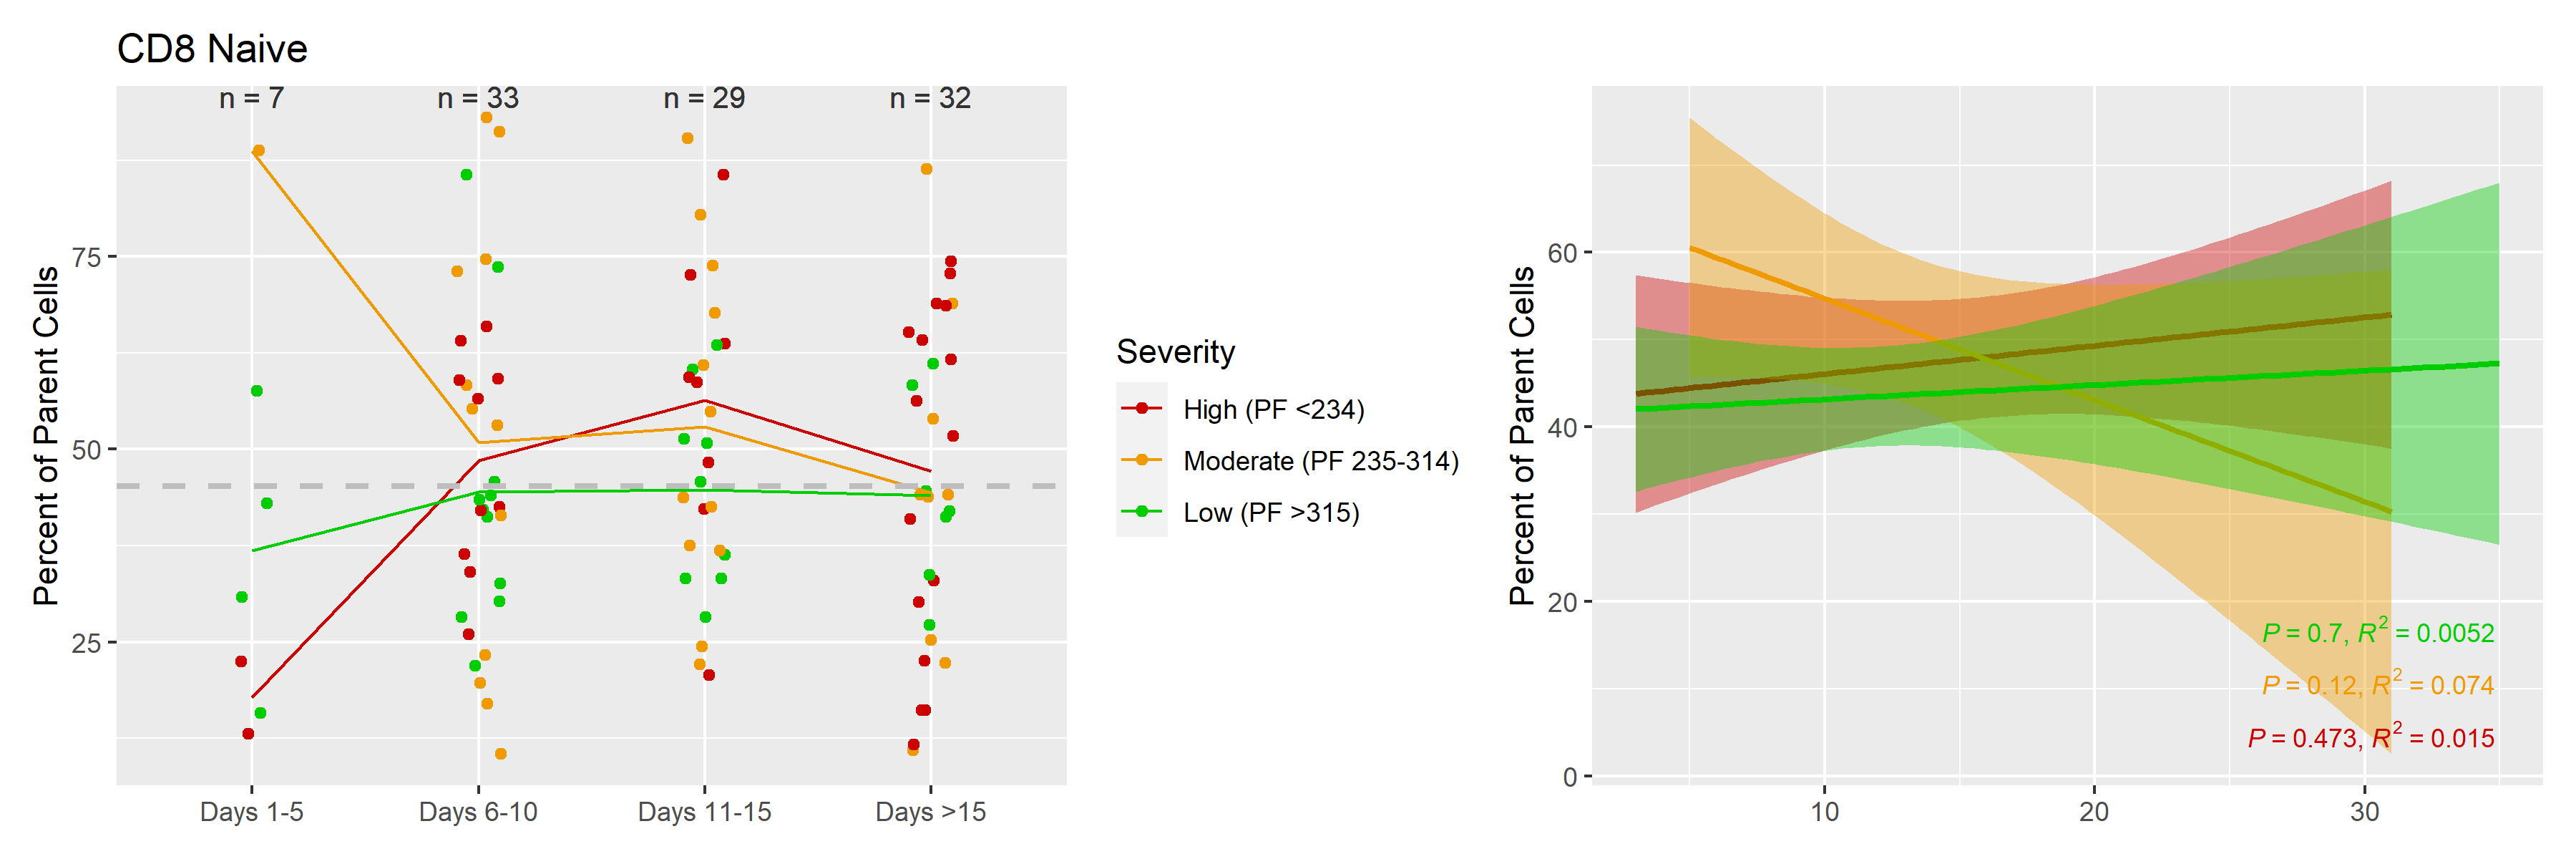 CD8 Naive
n = 7
n = 33
n = 29
n = 32
75
50
25
Percent of Parent Cells
Days 1-5
Days 6-10
Days 11-15
Days >15
Severity
High (PF <234)
Moderate (PF 235-314)
Low (PF >315)
Percent of Parent Cells
60
40
20
0
10
20
30
P = 0.7, R² = 0.0052
P = 0.12, R² = 0.074
P = 0.473, R² = 0.015